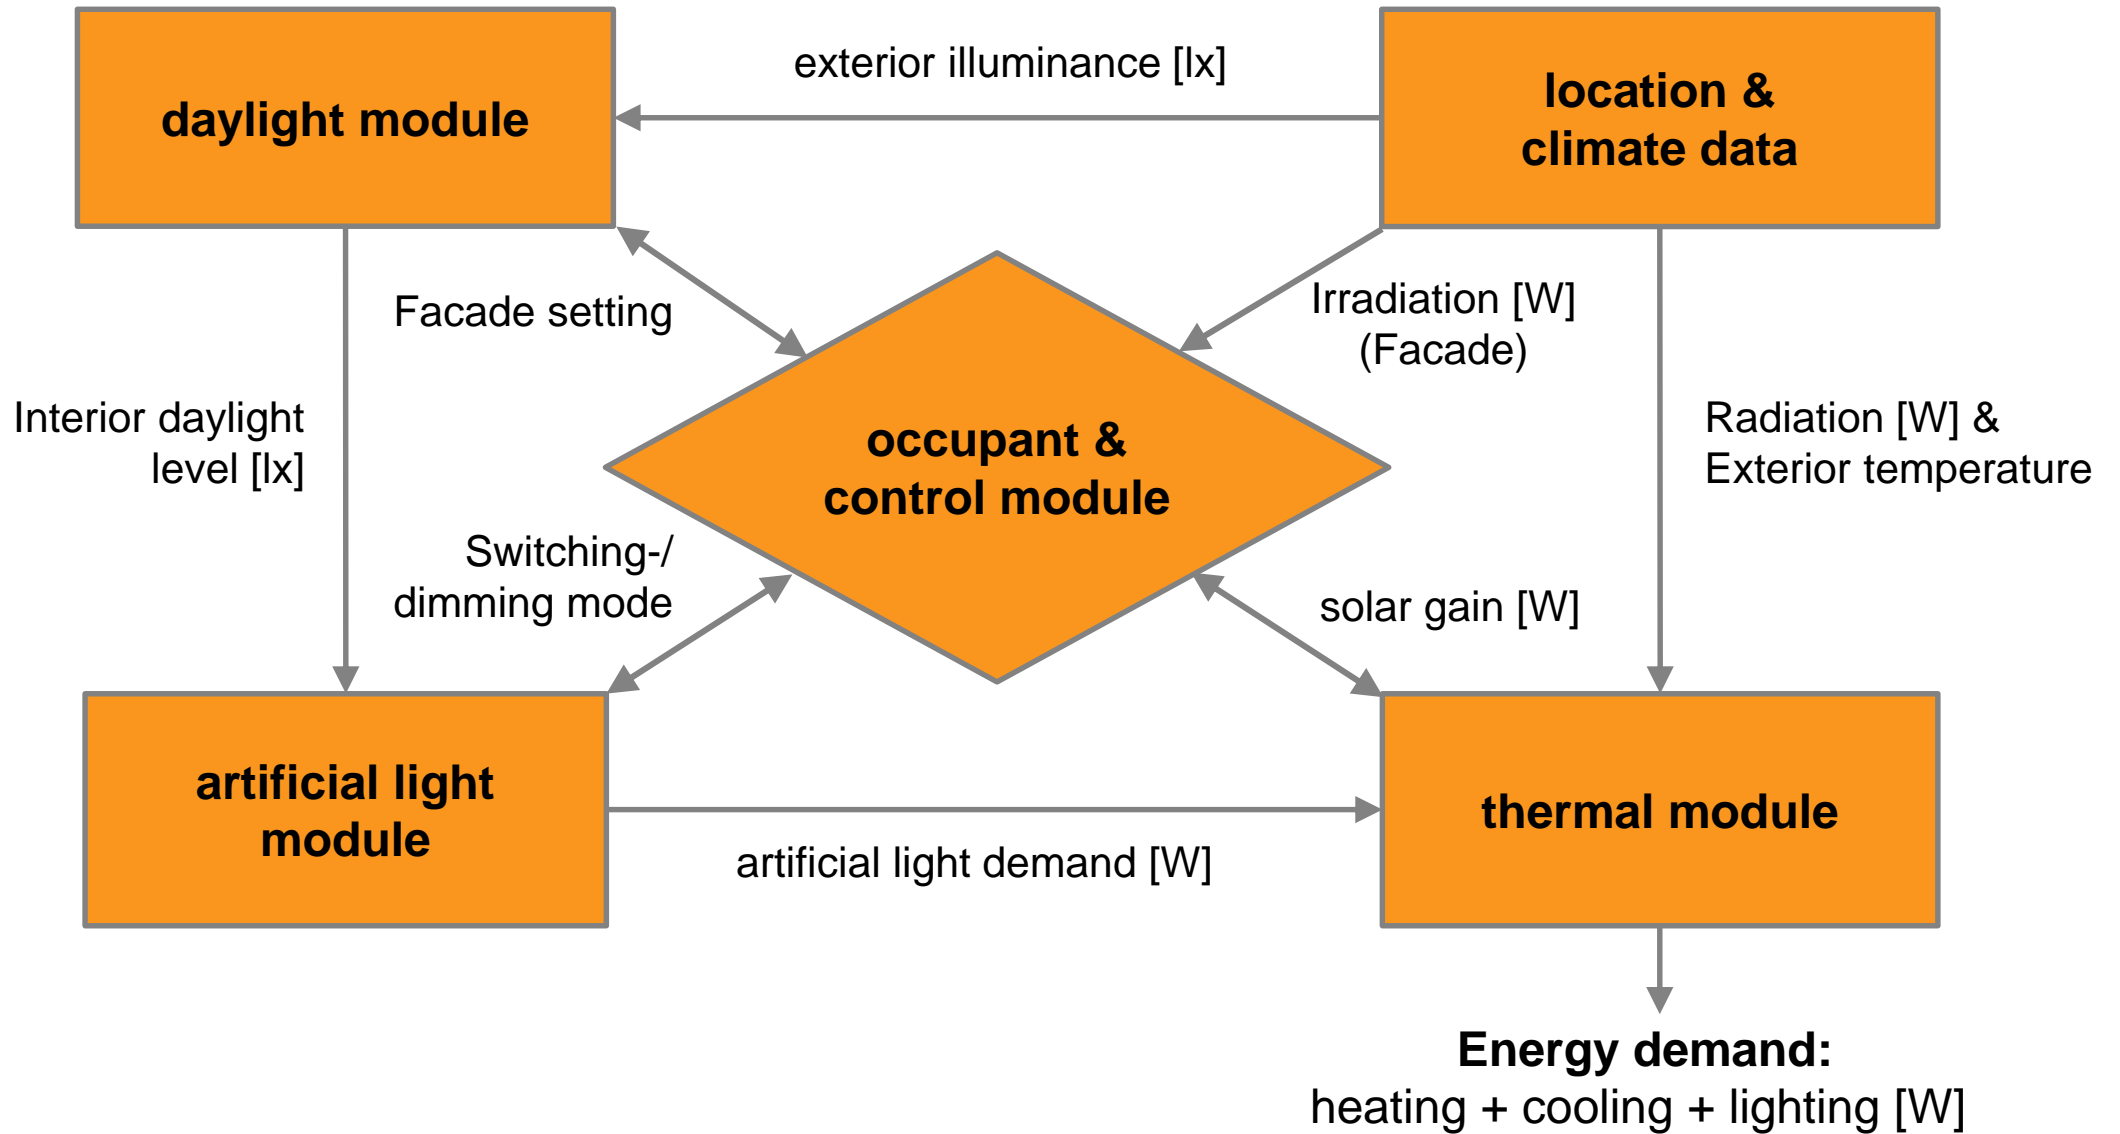 exterior illuminance [lx]
daylight module
location &
climate data
Facade setting
Irradiation [W]
(Facade)
Interior daylight
level [lx]
occupant &
control module
Radiation [W] &
Exterior temperature
Switching-/
dimming mode
solar gain [W]
artificial light
module
artificial light demand [W]
thermal module
Energy demand:
heating + cooling + lighting [W]